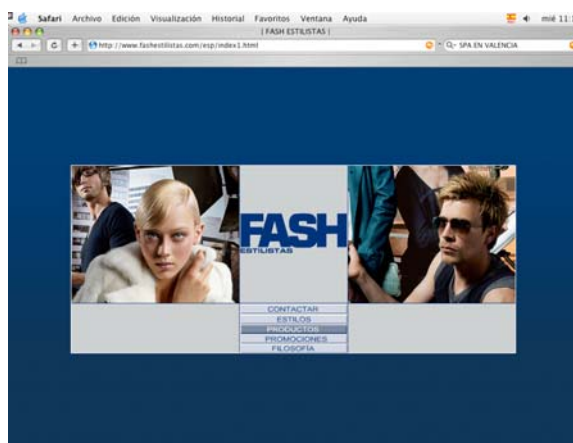 Safari Archivo Edición Visualización Historial Favoritos Ventana Ayuda mié 11:
| FASH ESTILISTAS |
http://www.fashestilistas.com/esp/index1.html SPA EN VALENCIA
FASH
ESTILISTAS
CONTACTAR
ESTILOS
PRODUCTOS
PROMOCIONES
FILOSOFÍA